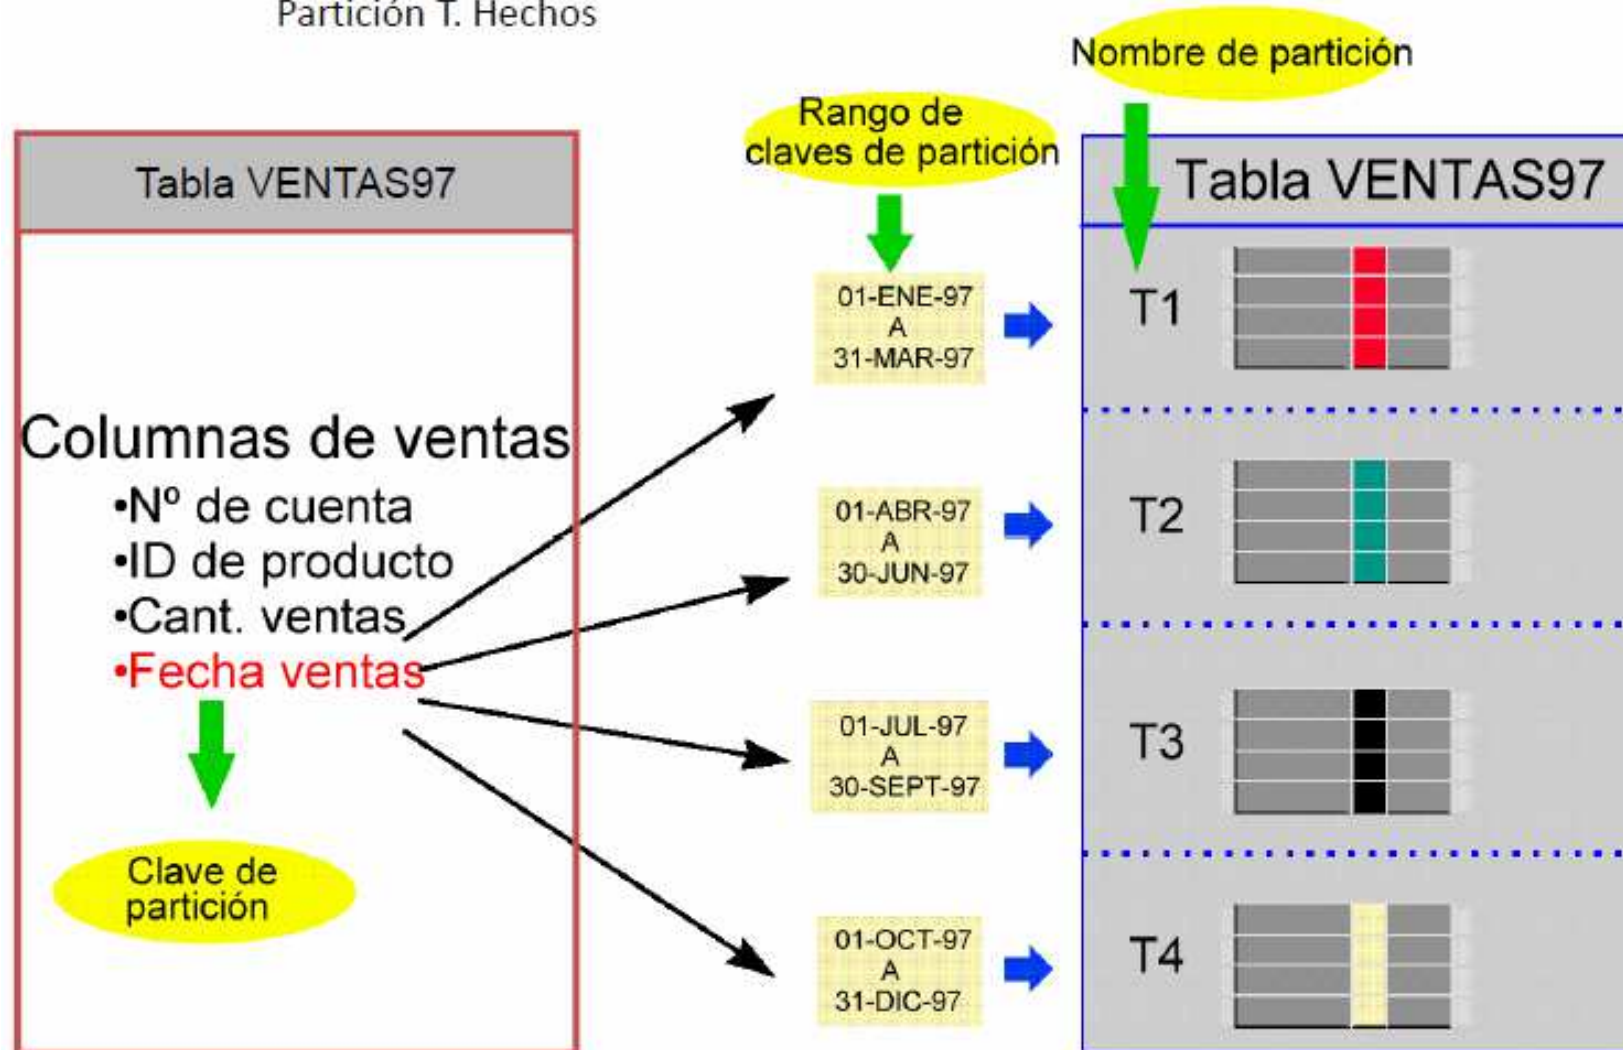 Partición T. Hechos
Nombre de partición
Rango de
claves de partición
Tabla VENTAS97
Tabla VENTAS97
Columnas de ventas
•Nº de cuenta
•ID de producto
•Cant. ventas
•Fecha ventas
Clave de
partición
01-ENE-97
A
31-MAR-97
T1
01-ABR-97
A
30-JUN-97
T2
01-JUL-97
A
30-SEPT-97
T3
01-OCT-97
A
31-DIC-97
T4